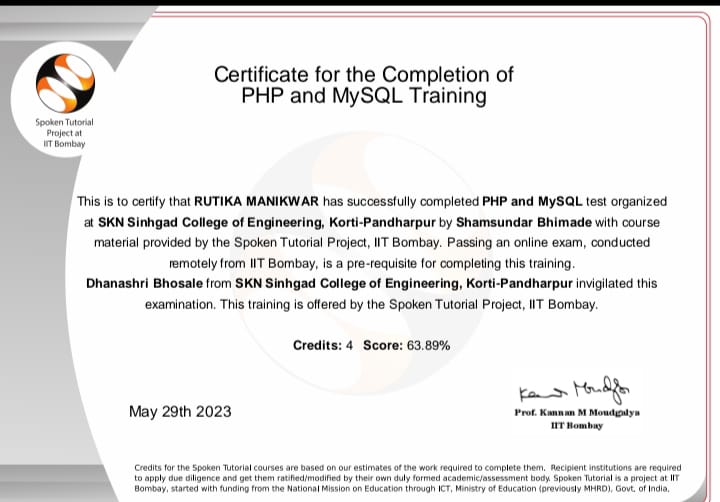 Certificate for the Completion of
PHP and MySQL Training
Spoken Tutorial
Project at
IIT Bombay
This is to certify that RUTIKA MANIKWAR has successfully completed PHP and MySQL test organized
at SKN Sinhgad College of Engineering, Korti-Pandharpur by Shamsundar Bhimade with course
material provided by the Spoken Tutorial Project, IIT Bombay. Passing an online exam, conducted
remotely from IIT Bombay, is a pre-requisite for completing this training.
Dhanashri Bhosale from SKN Sinhgad College of Engineering, Korti-Pandharpur invigilated this
examination. This training is offered by the Spoken Tutorial Project, IIT Bombay.
Credits: 4 Score: 63.89%
May 29th 2023
Prof. Kannan M Moudgalya
IIT Bombay
Credits for the Spoken Tutorial courses are based on our estimates of the work required to complete them. Recipient institutions are required
to apply due diligence and get them ratified/modified by their own duly formed academic/assessment body. Spoken Tutorial is a project at IIT
Bombay, started with funding from the National Mission on Education through ICT, Ministry of Education (previously MHRD), Govt. of India.